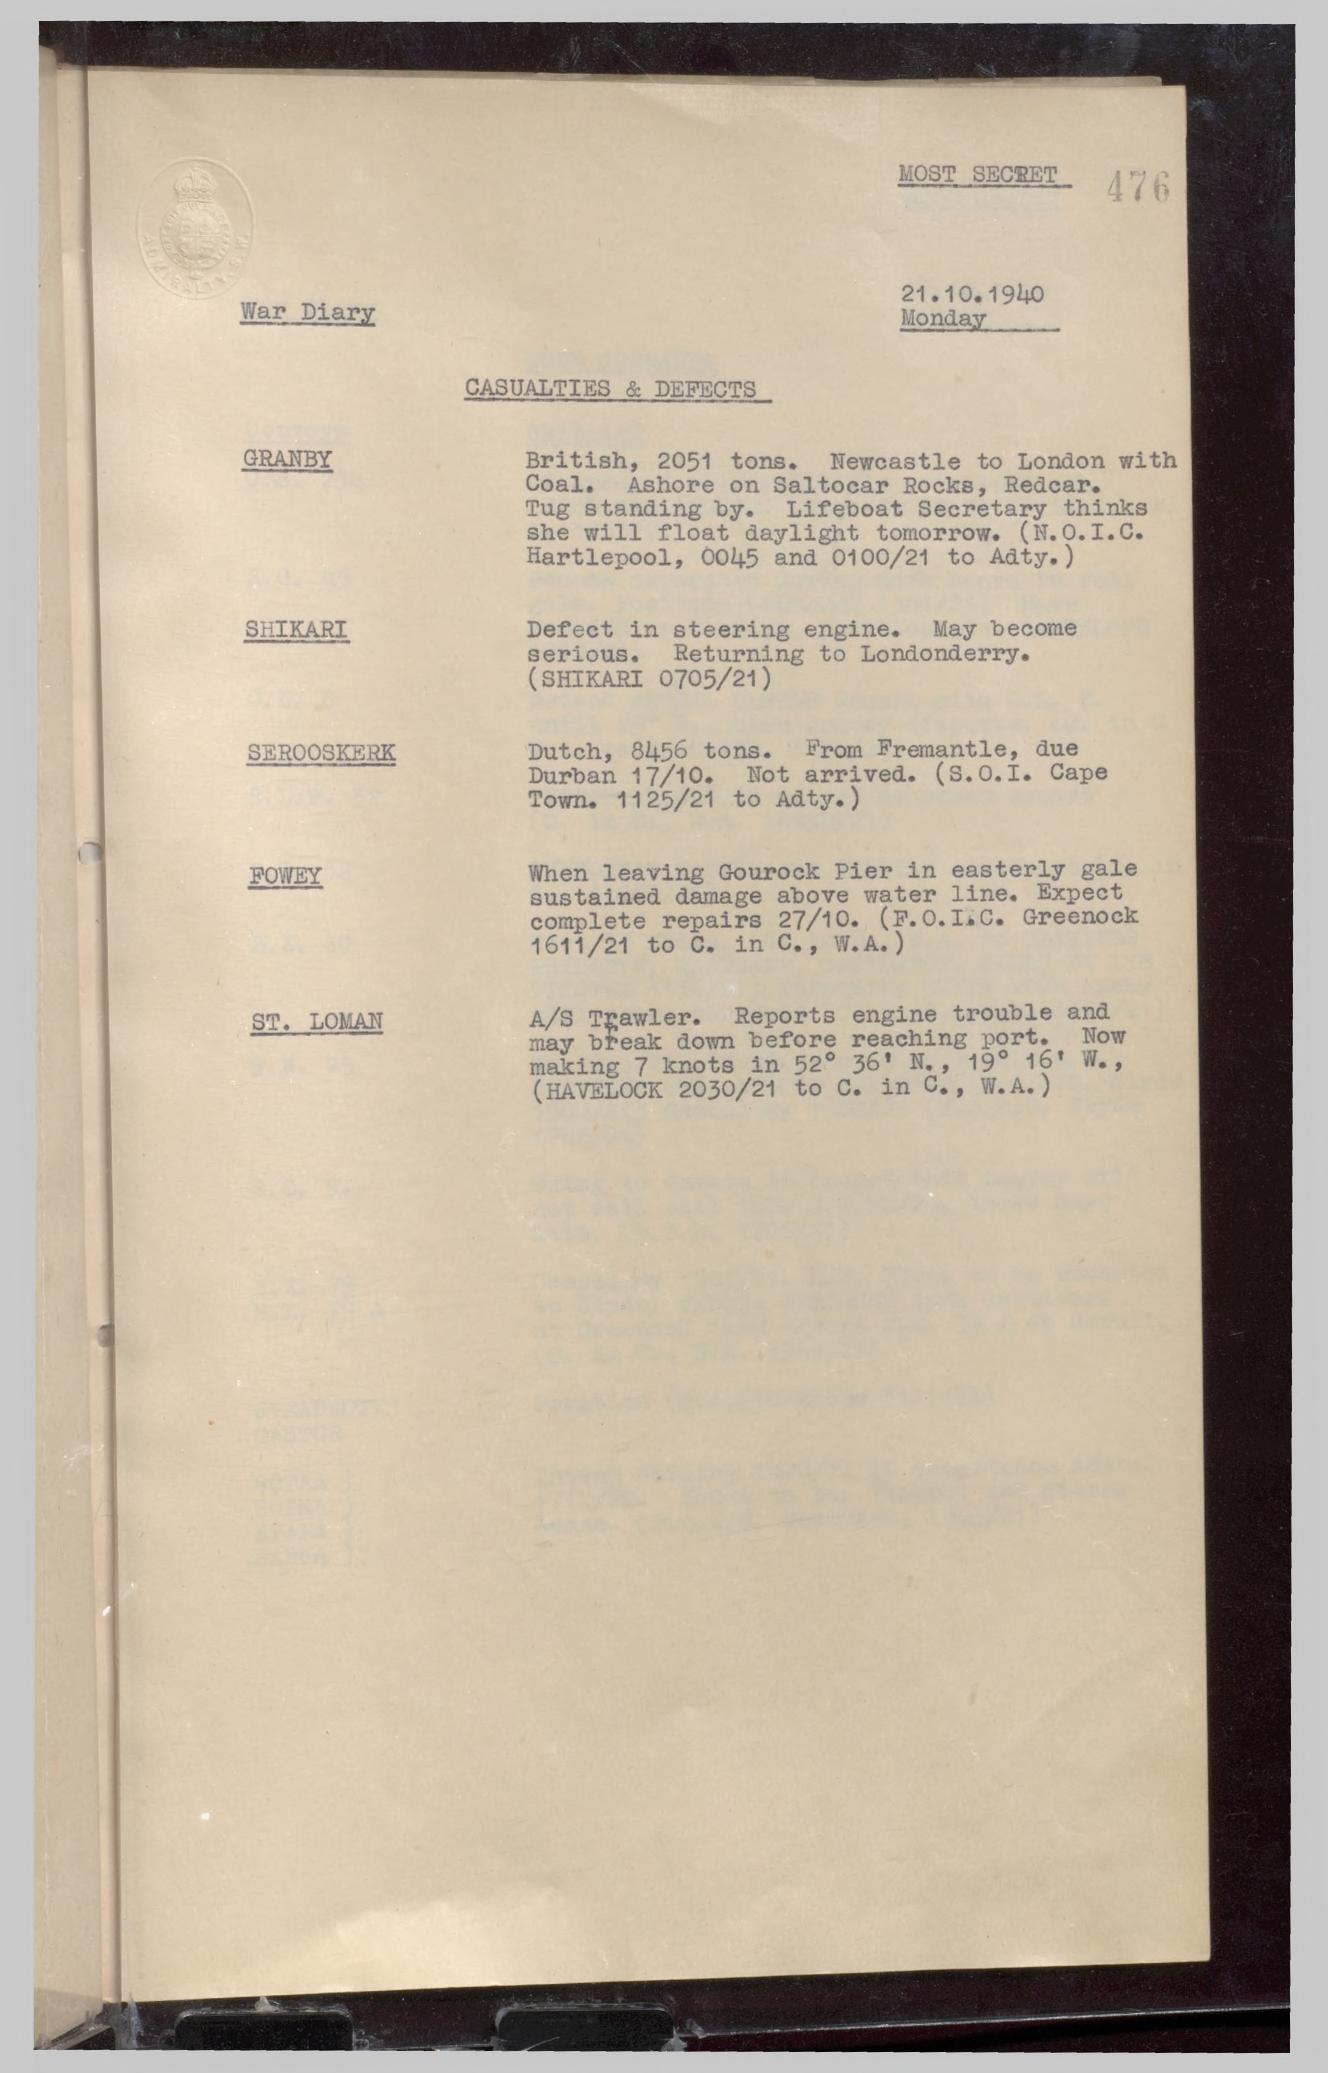 MOST SECRET 476
21.10.1940
War Diary Monday
CASUALTIES & DEFECTS
GRANBY British, 2051 tons. Newcastle to London with
Coal. Ashore on Saltocar Rocks, Redcar.
Tug standing by. Lifeboat Secretary thinks
she will float daylight tomorrow. (N.O.I.C.
Hartlepool, 0045 and 0100/21 to Adty.)
SHIKARI Defect in steering engine. May become
serious. Returning to Londonderry.
(SHIKARI 0705/21)
SEROOSKERK Dutch, 8456 tons. From Fremantle, due
Durban 17/10. Not arrived. (S.O.I. Cape
Town. 1125/21 to Adty.)
FOWEY When leaving Gourock Pier in easterly gale
sustained damage above water line. Expect
complete repairs 27/10. (F.O.I.C. Greenock
1611/21 to C. in C., W.A.)
ST. LOMAN A/S Trawler. Reports engine trouble and
may break down before reaching port. Now
making 7 knots in 52° 36' N., 19° 16' W.,
(HAVELOCK 2030/21 to C. in C., W.A.)